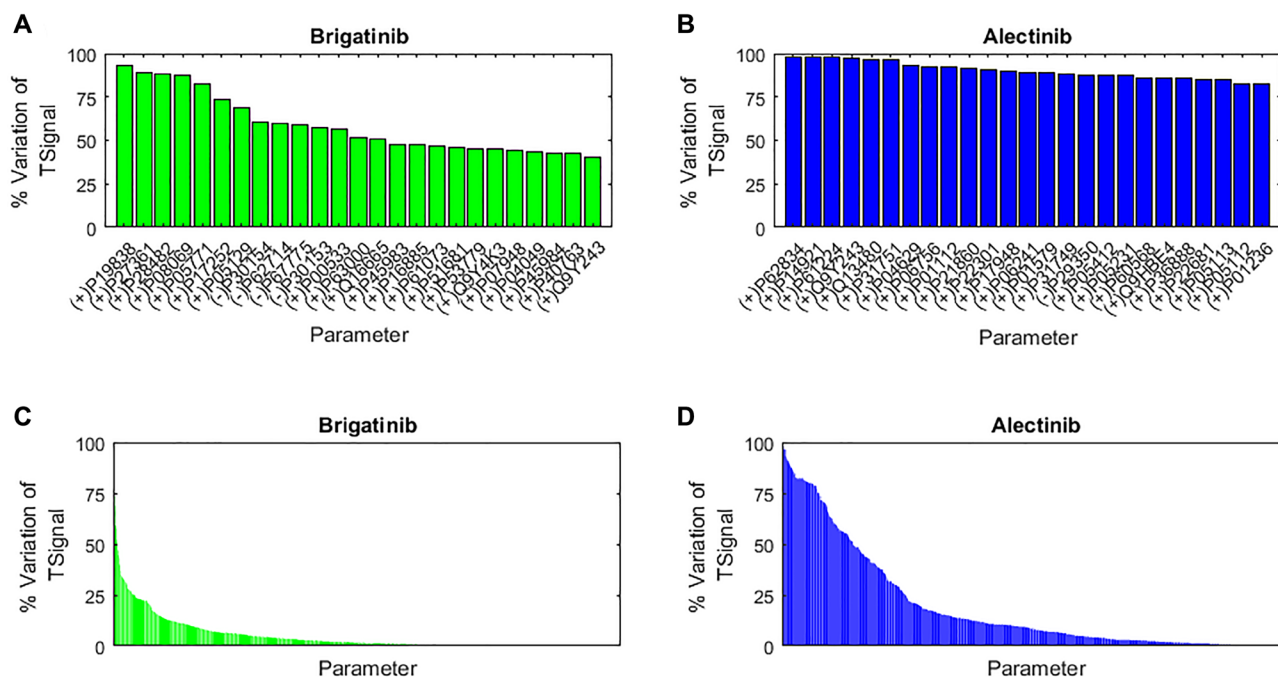 A
B
Brigatinib
Alectinib
100
75
50
25
0
% Variation of
TSignal
(+)P19838
(+)P27361
(+)P28482
(+)P08069
(+)P05771
(+)P17252
(+)P05129
(-)P30154
(-)P62714
(-)P67775
(-)P30153
(+)P00533
(+)Q16665
(+)P45983
(+)P16885
(+)P61073
(+)P53779
(+)Q9Y4K3
(+)P07948
(+)P04049
(+)P45984
(+)P40763
(+)Q9Y243
Parameter
100
75
50
25
0
% Variation of
TSignal
(+)P62834
(+)P14921
(+)P61224
(+)Q9Y243
(+)Q13480
(+)P31751
(+)P04629
(+)P06756
(+)P01112
(+)P21860
(+)P22301
(+)P06241
(+)P01579
(+)P31749
(-)P29350
(+)P05412
(+)P05231
(+)P60568
(+)P36888
(+)P22681
(+)P05113
(+)P05112
(+)P01236
Parameter
C
D
Brigatinib
Alectinib
100
75
50
25
0
% Variation of
TSignal
Parameter
100
75
50
25
0
% Variation of
TSignal
Parameter